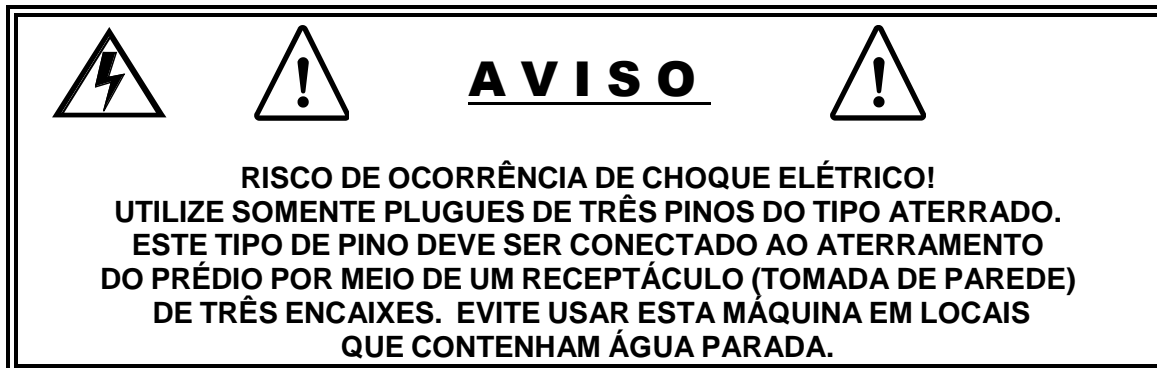 AVISO
RISCO DE OCORRÊNCIA DE CHOQUE ELÉTRICO!
UTILIZE SOMENTE PLUGUES DE TRÊS PINOS DO TIPO ATERRADO.
ESTE TIPO DE PINO DEVE SER CONECTADO AO ATERRAMENTO
DO PRÉDIO POR MEIO DE UM RECEPTÁCULO (TOMADA DE PAREDE)
DE TRÊS ENCAIXES. EVITE USAR ESTA MÁQUINA EM LOCAIS
QUE CONTENHAM ÁGUA PARADA.